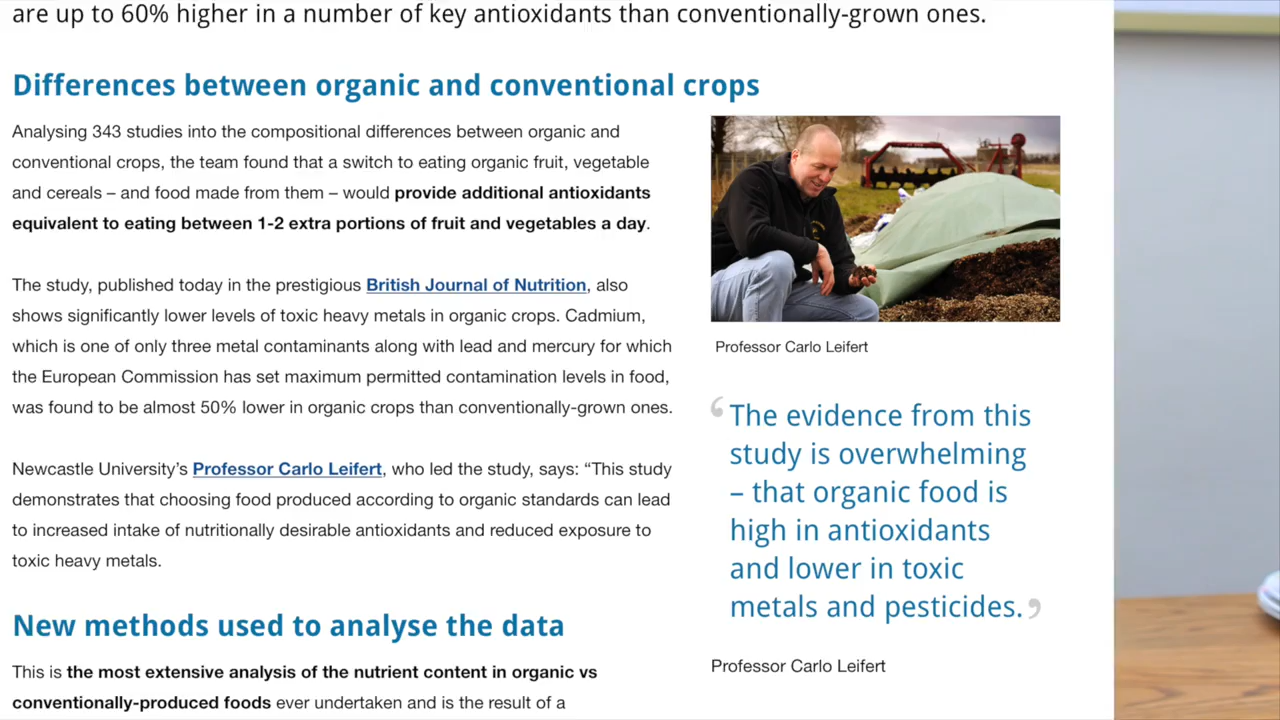 are up to 60% higher in a number of key antioxidants than conventionally-grown ones.
Differences between organic and conventional crops
Analysing 343 studies into the compositional differences between organic and
conventional crops, the team found that a switch to eating organic fruit, vegetable
and cereals – and food made from them – would provide additional antioxidants
equivalent to eating between 1-2 extra portions of fruit and vegetables a day.
The study, published today in the prestigious British Journal of Nutrition, also
shows significantly lower levels of toxic heavy metals in organic crops. Cadmium,
which is one of only three metal contaminants along with lead and mercury for which
the European Commission has set maximum permitted contamination levels in food,
was found to be almost 50% lower in organic crops than conventionally-grown ones.
Newcastle University’s Professor Carlo Leifert, who led the study, says: “This study
demonstrates that choosing food produced according to organic standards can lead
to increased intake of nutritionally desirable antioxidants and reduced exposure to
toxic heavy metals.
New methods used to analyse the data
This is the most extensive analysis of the nutrient content in organic vs
conventionally-produced foods ever undertaken and is the result of a
Professor Carlo Leifert
‘The evidence from this
study is overwhelming
– that organic food is
high in antioxidants
and lower in toxic
metals and pesticides.’
Professor Carlo Leifert